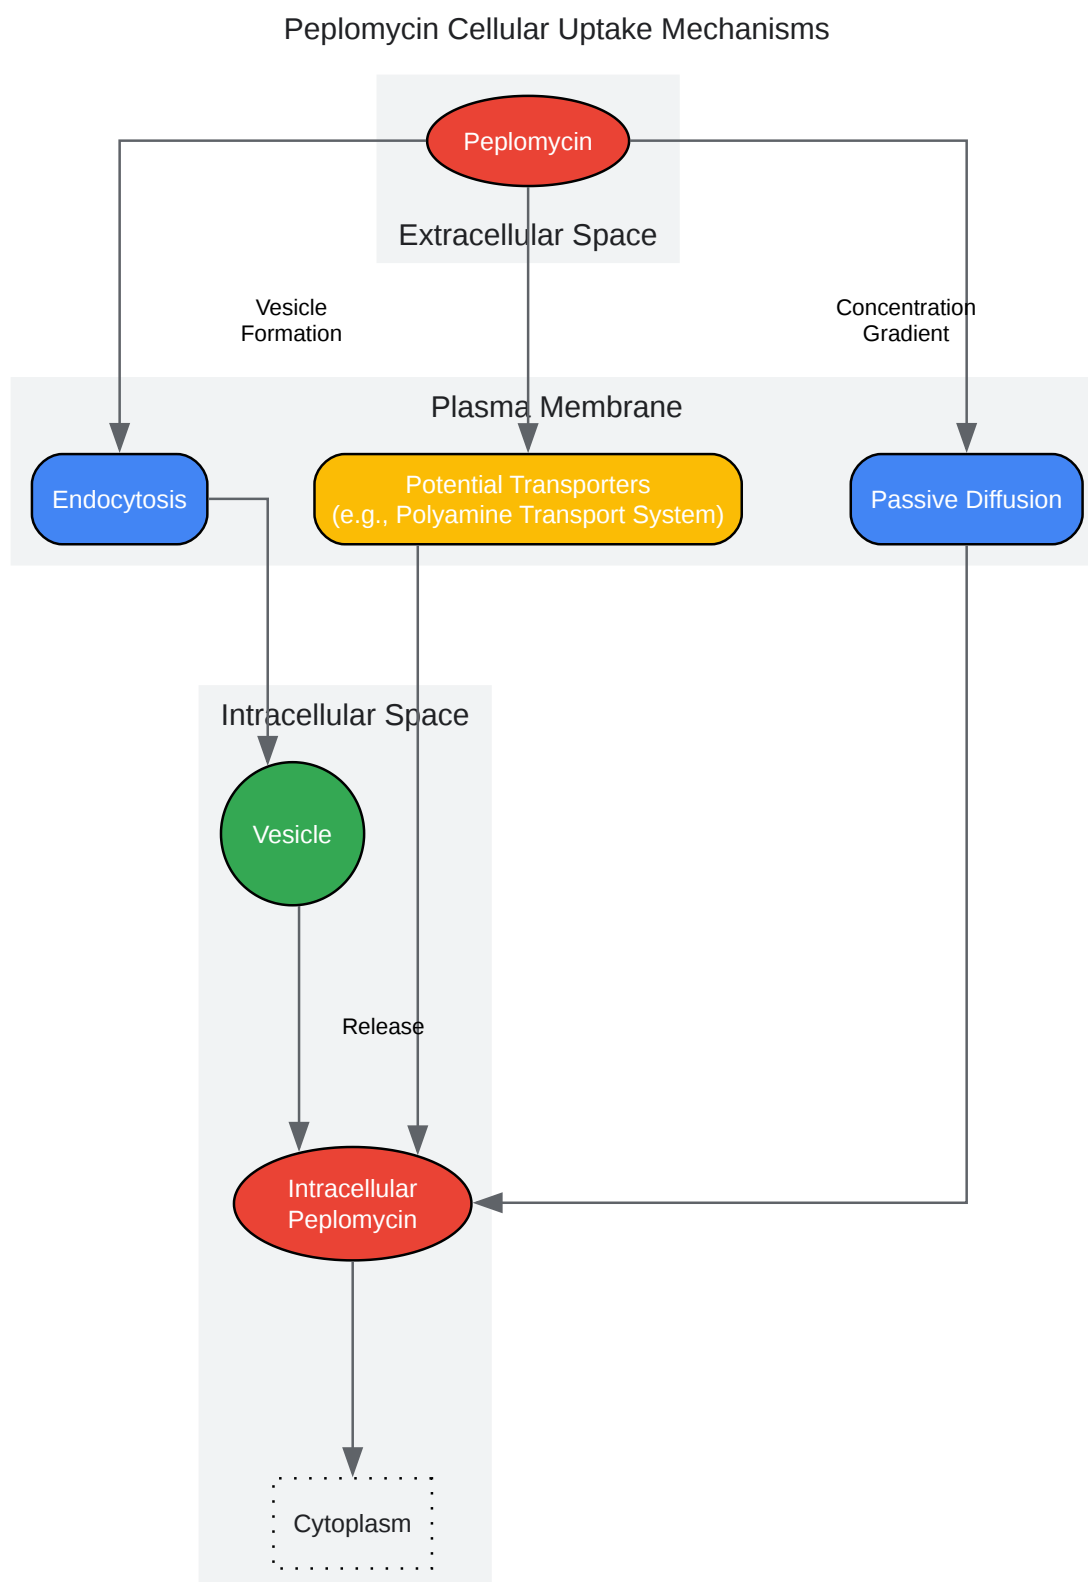 Peplomycin Cellular Uptake Mechanisms
Peplomycin
Extracellular Space
Vesicle
Formation
Concentration
Gradient
Plasma Membrane
Endocytosis
Potential Transporters
(e.g., Polyamine Transport System)
Passive Diffusion
Intracellular Space
Vesicle
Release
Intracellular
Peplomycin
Cytoplasm